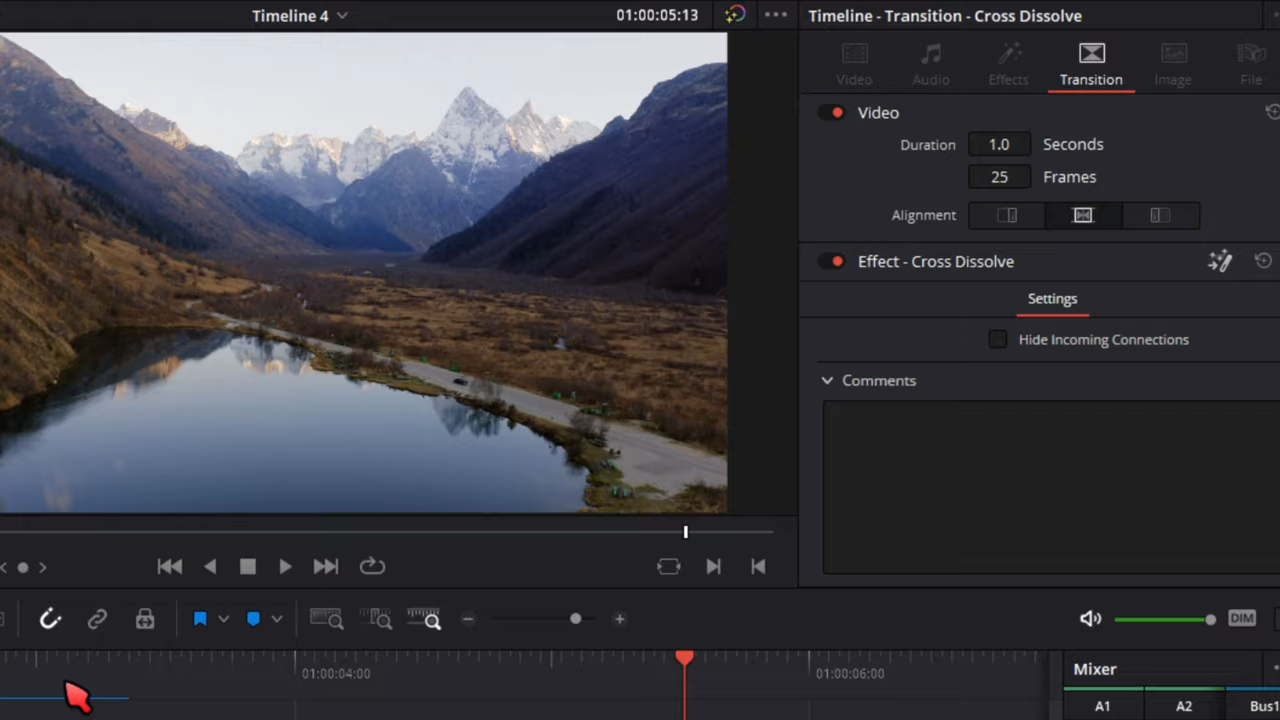 Timeline 4
01:00:05:13
Timeline - Transition - Cross Dissolve
Video
Audio
Effects
Transition
Image
File
Video
Duration 1.0 Seconds
25 Frames
Alignment
Effect - Cross Dissolve
Settings
Hide Incoming Connections
Comments
DIM
01:00:04:00
01:00:06:00
Mixer
A1
A2
Bus1